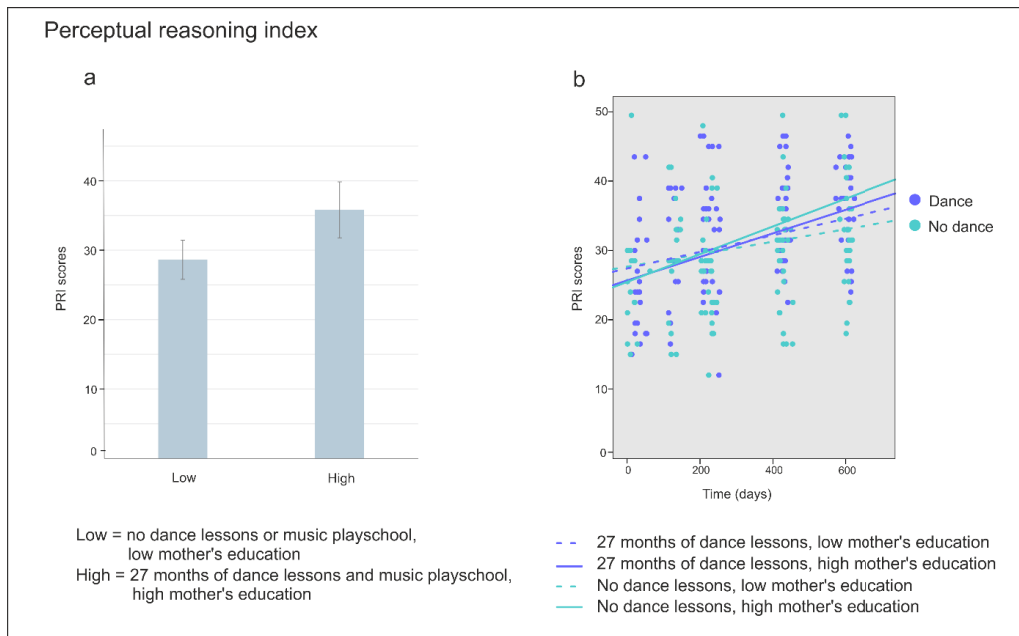 Perceptual reasoning index
a
PRI scores
40
30
20
10
0
Low
High
Low = no dance lessons or music playschool,
low mother's education
High = 27 months of dance lessons and music playschool,
high mother's education
b
PRI scores
50
40
30
20
10
0
0 200 400 600
Time (days)
Dance
No dance
27 months of dance lessons, low mother's education
27 months of dance lessons, high mother's education
No dance lessons, low mother's education
No dance lessons, high mother's education